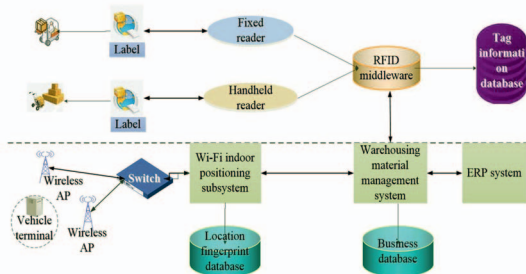 Label
Fixed
reader
Label
Handheld
reader
RFID
middleware
Tag
informati
on
database
Wireless
AP
Vehicle
terminal
Wireless
AP
Switch
Wi-Fi indoor
positioning
subsystem
Warehousing
material
management
system
ERP system
Location
fingerprint
database
Business
database